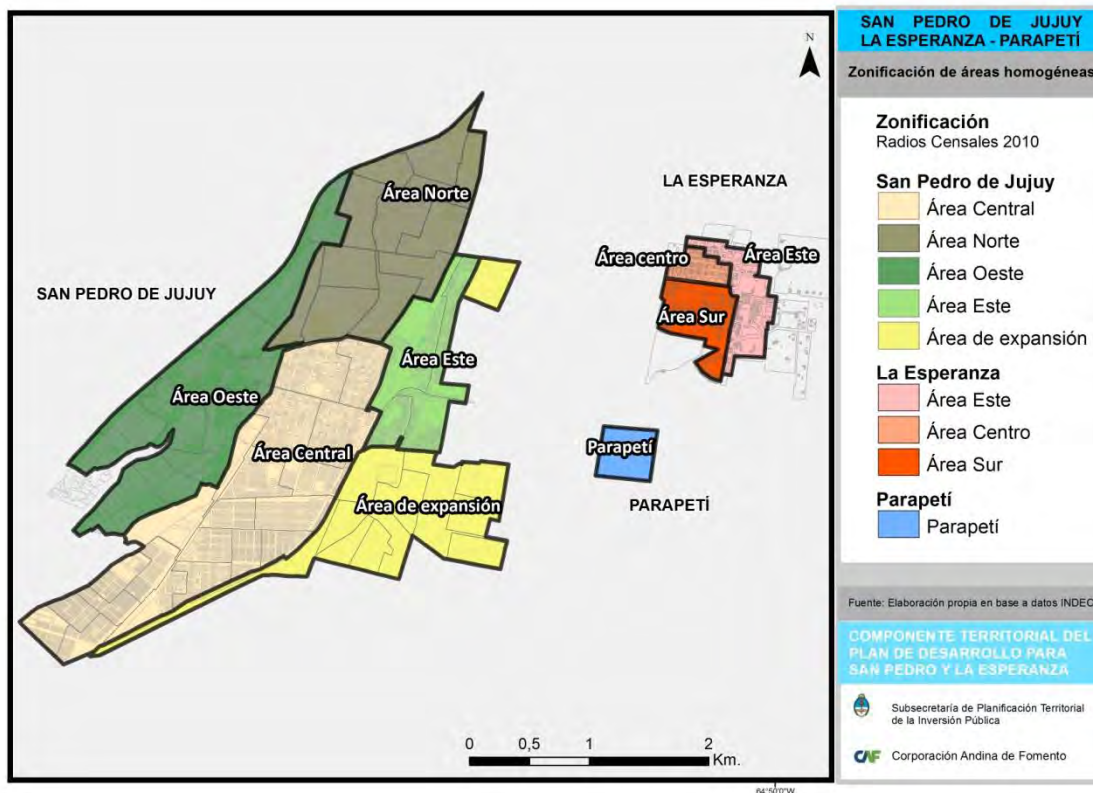 N
LA ESPERANZA
Área Norte
Área centro
Área Este
SAN PEDRO DE JUJUY
Área Sur
Área Este
Área Oeste
Área Central
Parapetí
Área de expansión
PARAPETÍ
0 0,5 1 2
Km.
64°50'0"W
SAN PEDRO DE JUJUY
LA ESPERANZA - PARAPETÍ
Zonificación de áreas homogéneas
Zonificación
Radios Censales 2010
San Pedro de Jujuy
Área Central
Área Norte
Área Oeste
Área Este
Área de expansión
La Esperanza
Área Este
Área Centro
Área Sur
Parapetí
Parapetí
Fuente: Elaboración propia en base a datos INDEC
COMPONENTE TERRITORIAL DEL
PLAN DE DESARROLLO PARA
SAN PEDRO Y LA ESPERANZA
Subsecretaría de Planificación Territorial
de la Inversión Pública
CAF Corporación Andina de Fomento